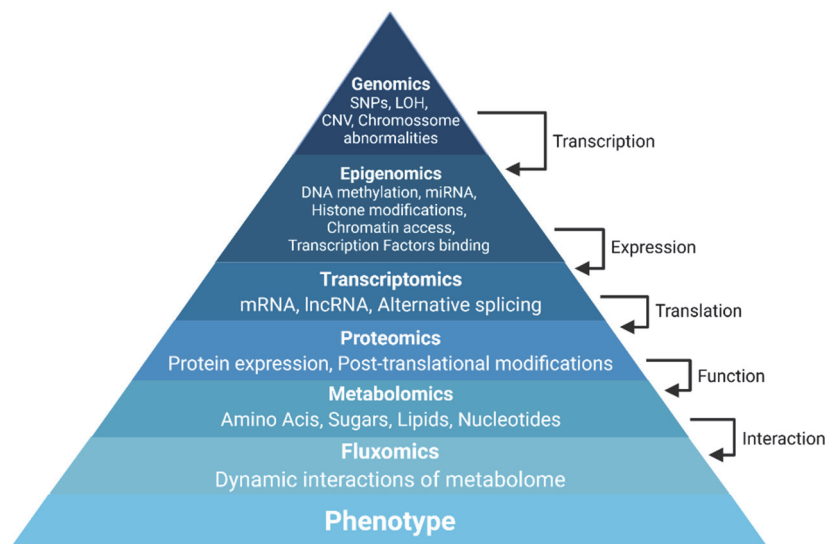 Genomics
SNPs, LOH,
CNV, Chromossome
abnormalities
Transcription
Epigenomics
DNA methylation, miRNA,
Histone modifications,
Chromatin access,
Transcription Factors binding
Expression
Transcriptomics
mRNA, lncRNA, Alternative splicing
Translation
Proteomics
Protein expression, Post-translational modifications
Function
Metabolomics
Amino Acis, Sugars, Lipids, Nucleotides
Interaction
Fluxomics
Dynamic interactions of metabolome
Phenotype